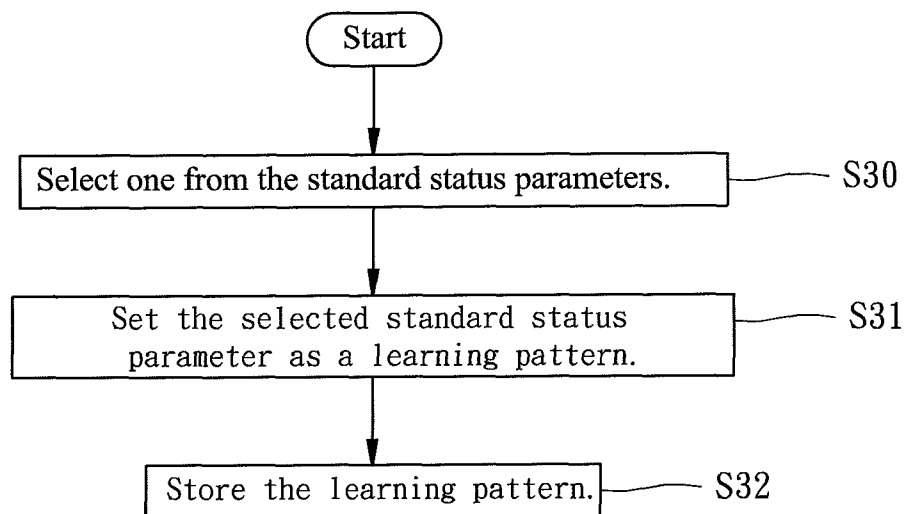 Start
Select one from the standard status parameters.
S30
Set the selected standard status
parameter as a learning pattern.
S31
Store the learning pattern.
S32